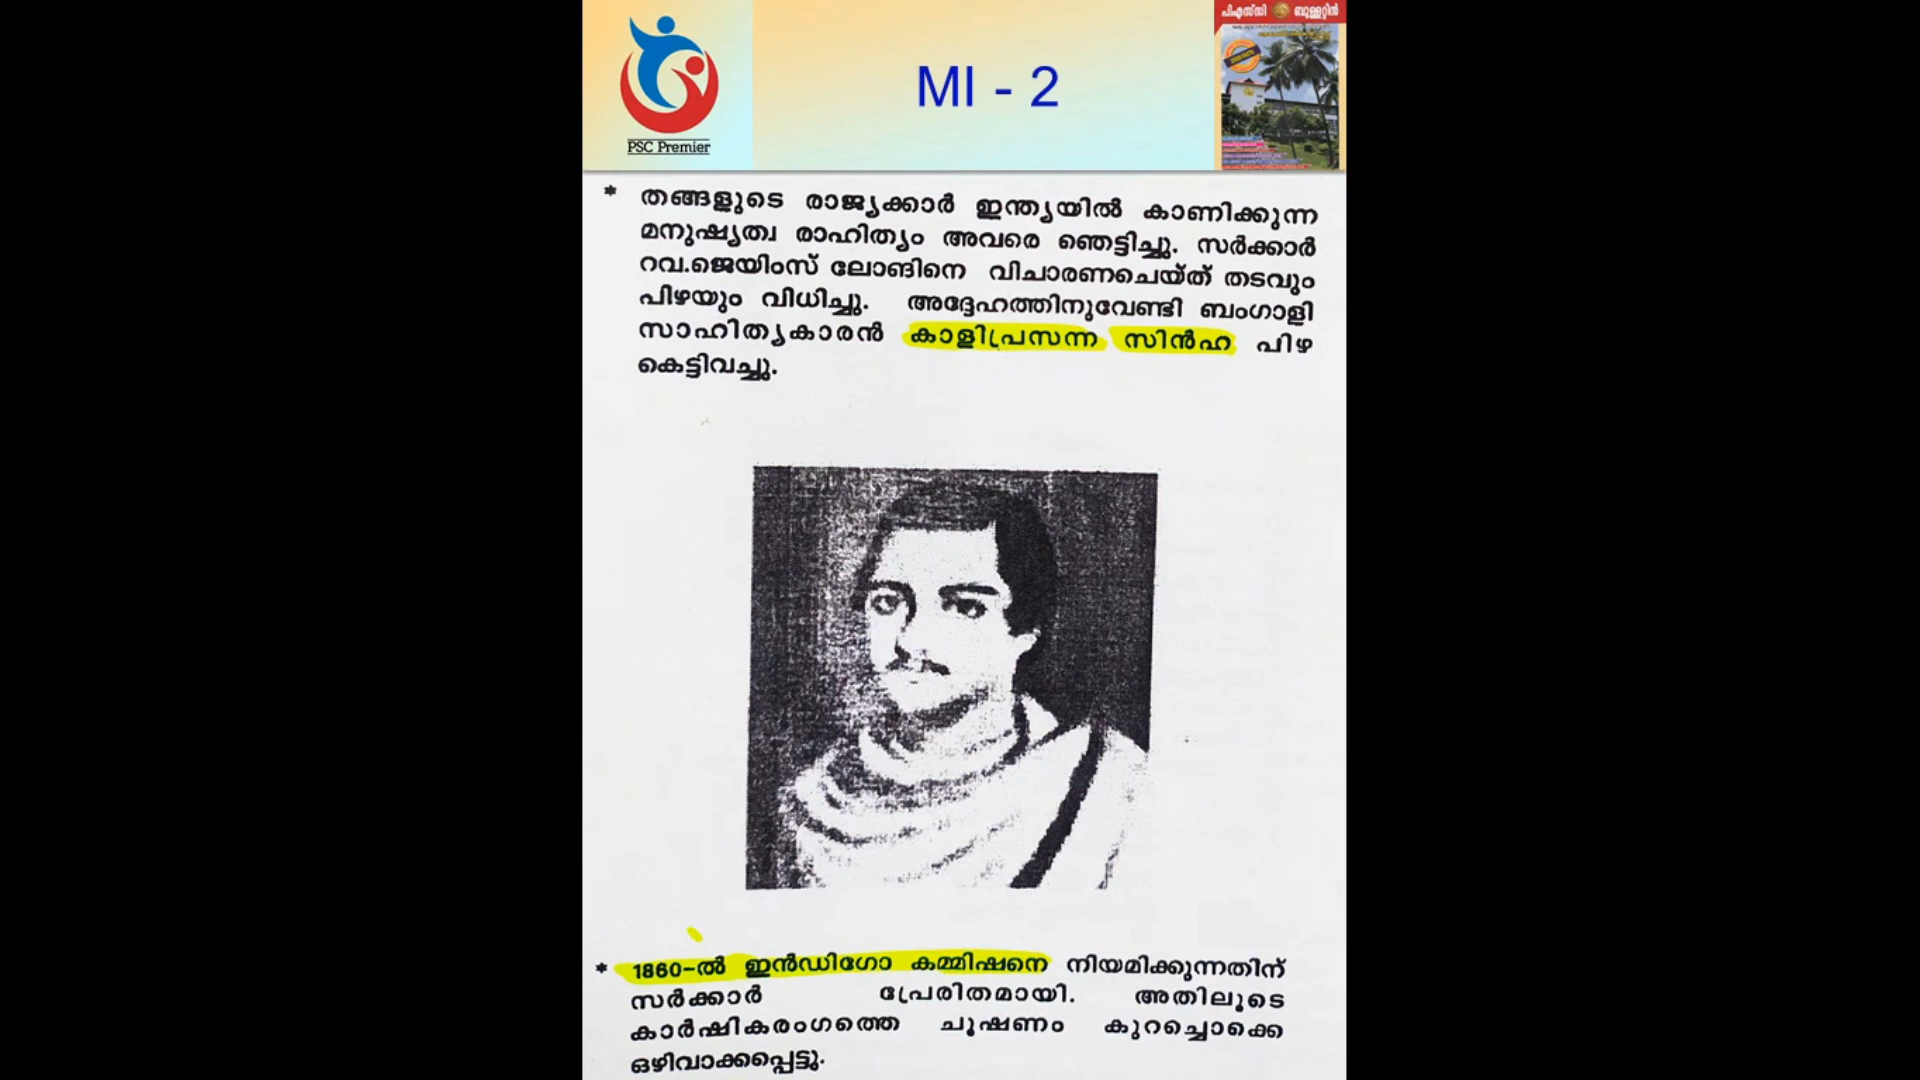 PSC Premier
MI - 2
പിഎസ്‌സി ബുള്ളറ്റിൻ
* തങ്ങളുടെ രാജ്യക്കാർ ഇന്ത്യയിൽ കാണിക്കുന്ന
മനുഷ്യത്വ രാഹിത്യം അവരെ ഞെട്ടിച്ചു. സർക്കാർ
റവ.ജെയിംസ് ലോങിനെ വിചാരണചെയ്ത് തടവും
പിഴയും വിധിച്ചു. അദ്ദേഹത്തിനുവേണ്ടി ബംഗാളി
സാഹിത്യകാരൻ കാളിപ്രസന്ന സിൻഹ പിഴ
കെട്ടിവച്ചു.
* 1860-ൽ ഇൻഡിഗോ കമ്മിഷനെ നിയമിക്കുന്നതിന്
സർക്കാർ പ്രേരിതമായി. അതിലൂടെ
കാർഷികരംഗത്തെ ചൂഷണം കുറച്ചൊക്കെ
ഒഴിവാക്കപ്പെട്ടു.